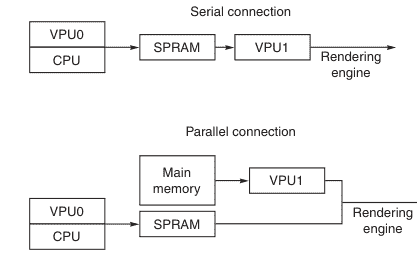 Serial connection
VPU0
CPU
SPRAM
VPU1
Rendering
engine
Parallel connection
Main
memory
VPU1
VPU0
CPU
SPRAM
Rendering
engine